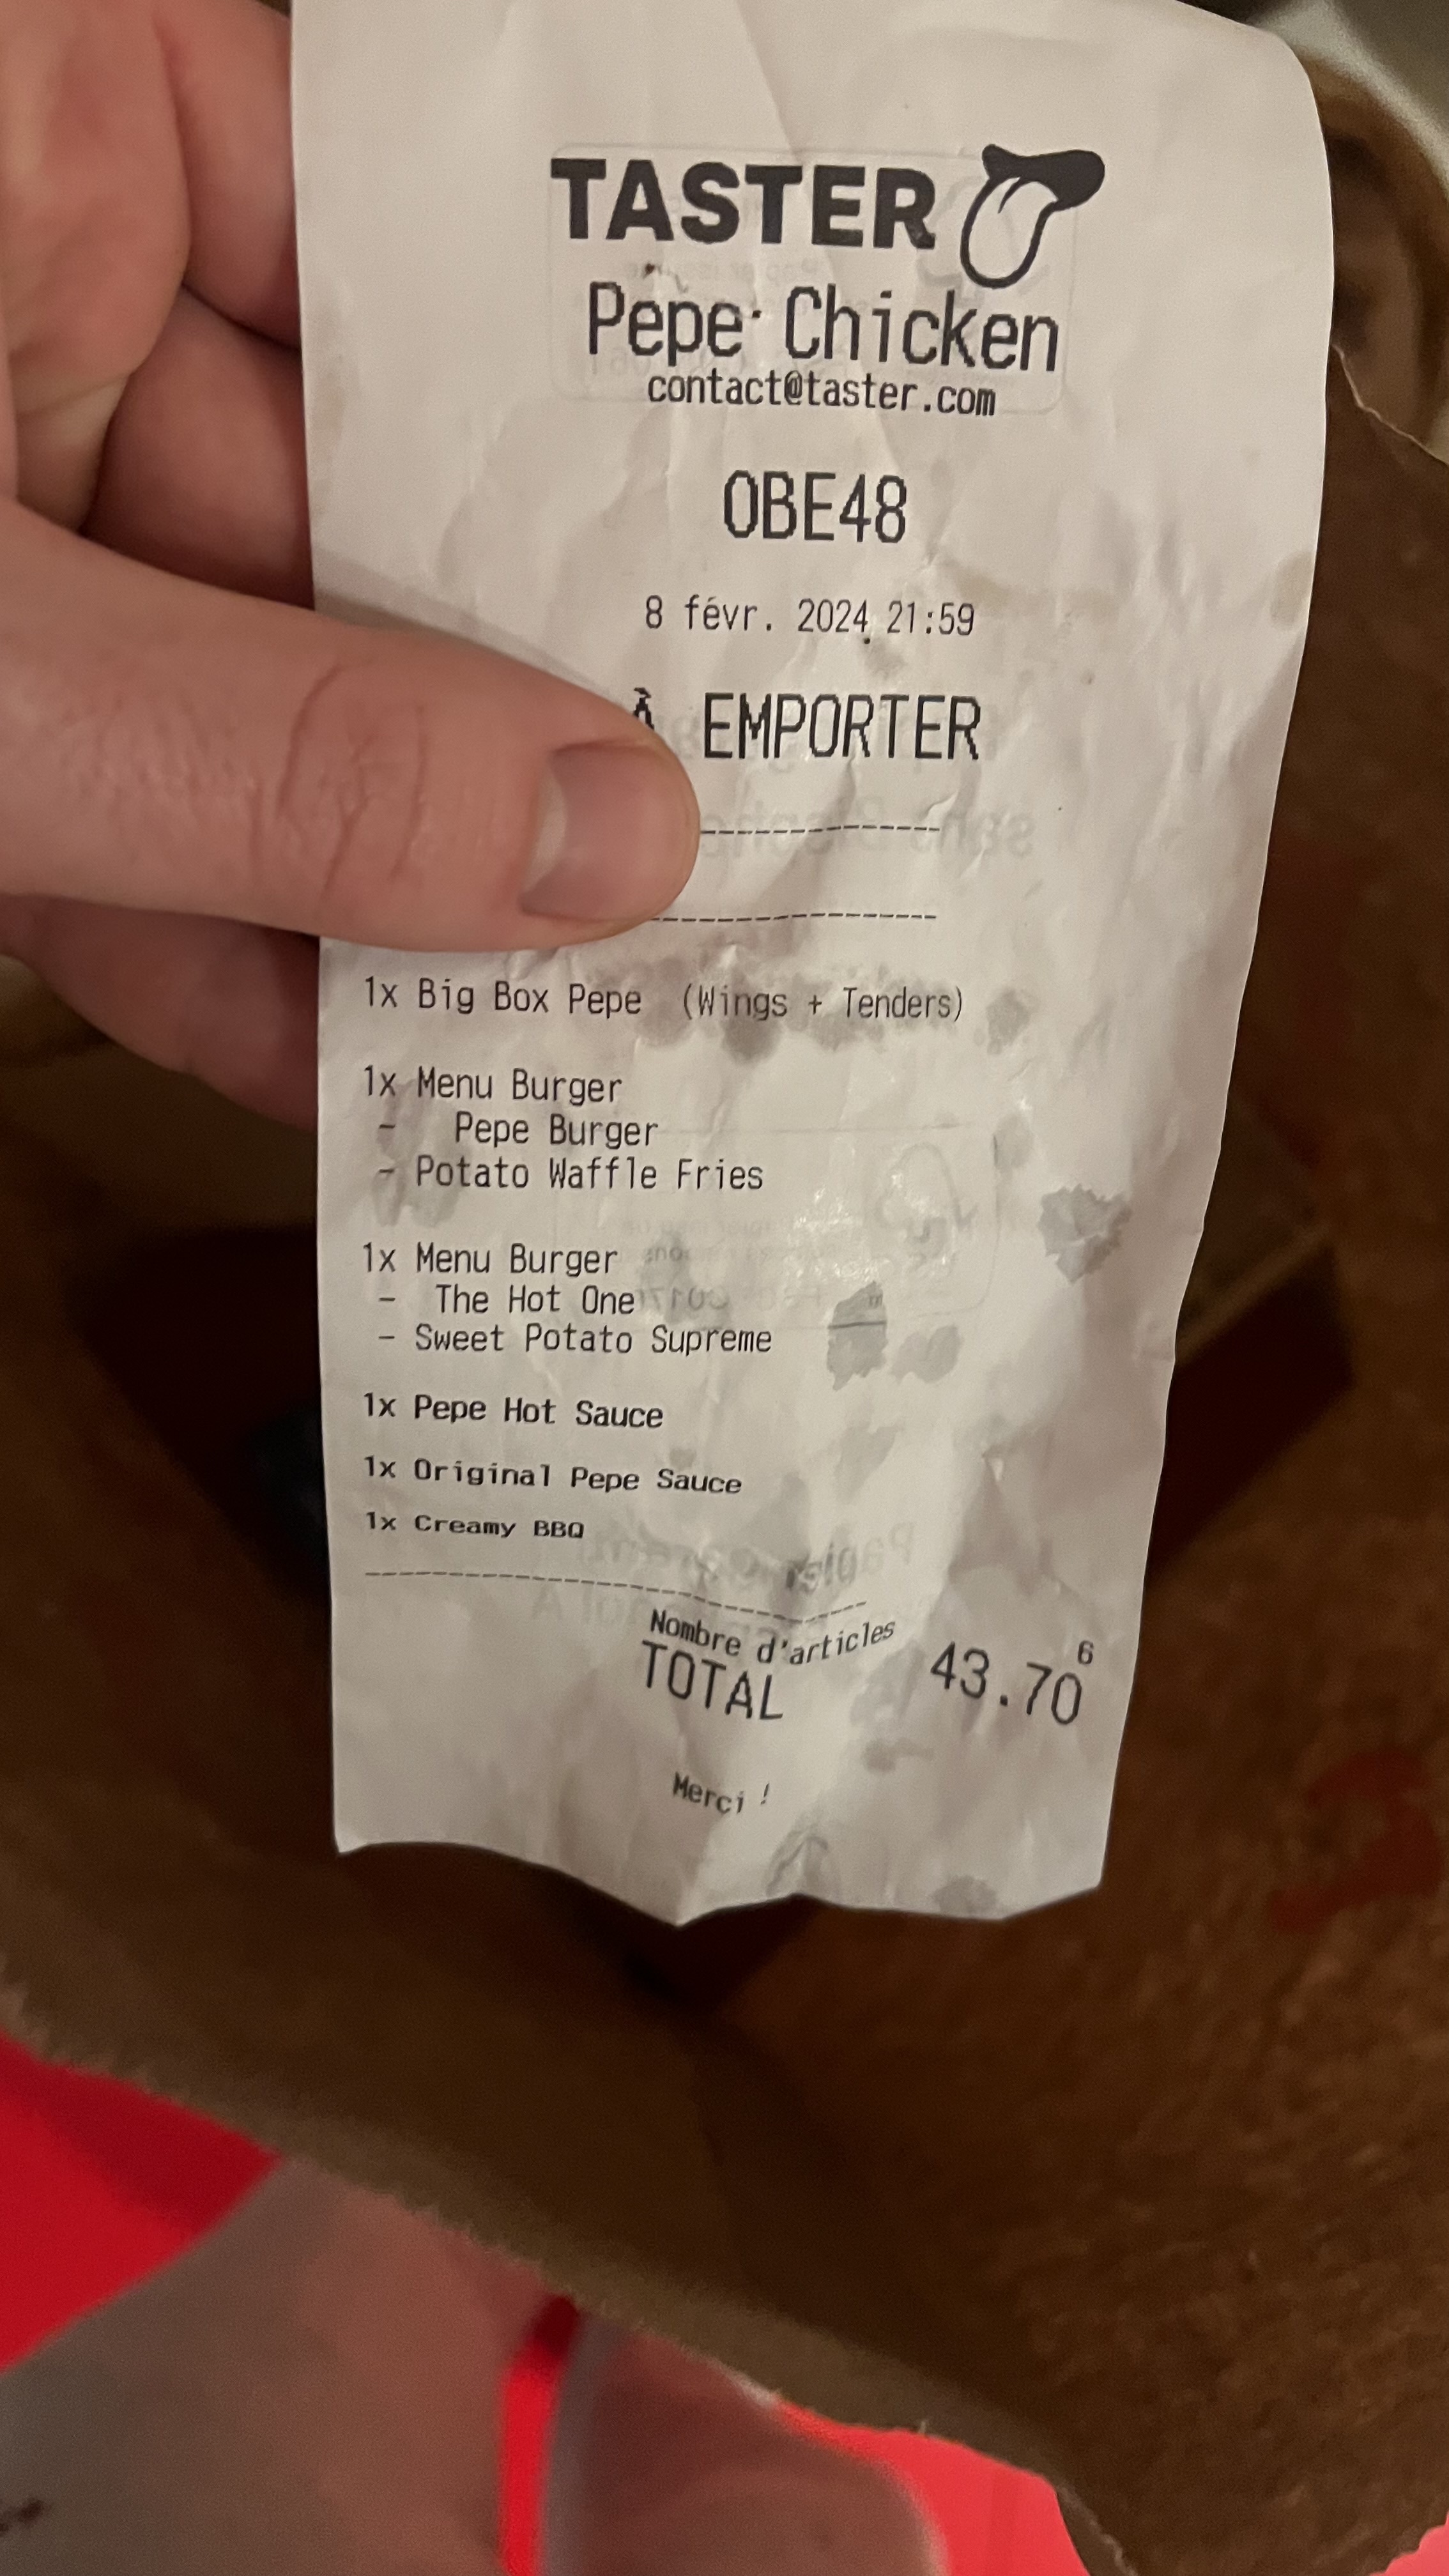 TASTER
Pepe Chicken
contact@taster.com
OBE48
8 févr. 2024 21:59
À EMPORTER
1x Big Box Pepe (Wings + Tenders)
1x Menu Burger
- Pepe Burger
- Potato Waffle Fries
1x Menu Burger
- The Hot One
- Sweet Potato Supreme
1x Pepe Hot Sauce
1x Original Pepe Sauce
1x Creamy BBQ
Nombre d'articles 6
TOTAL 43.70
Merci !